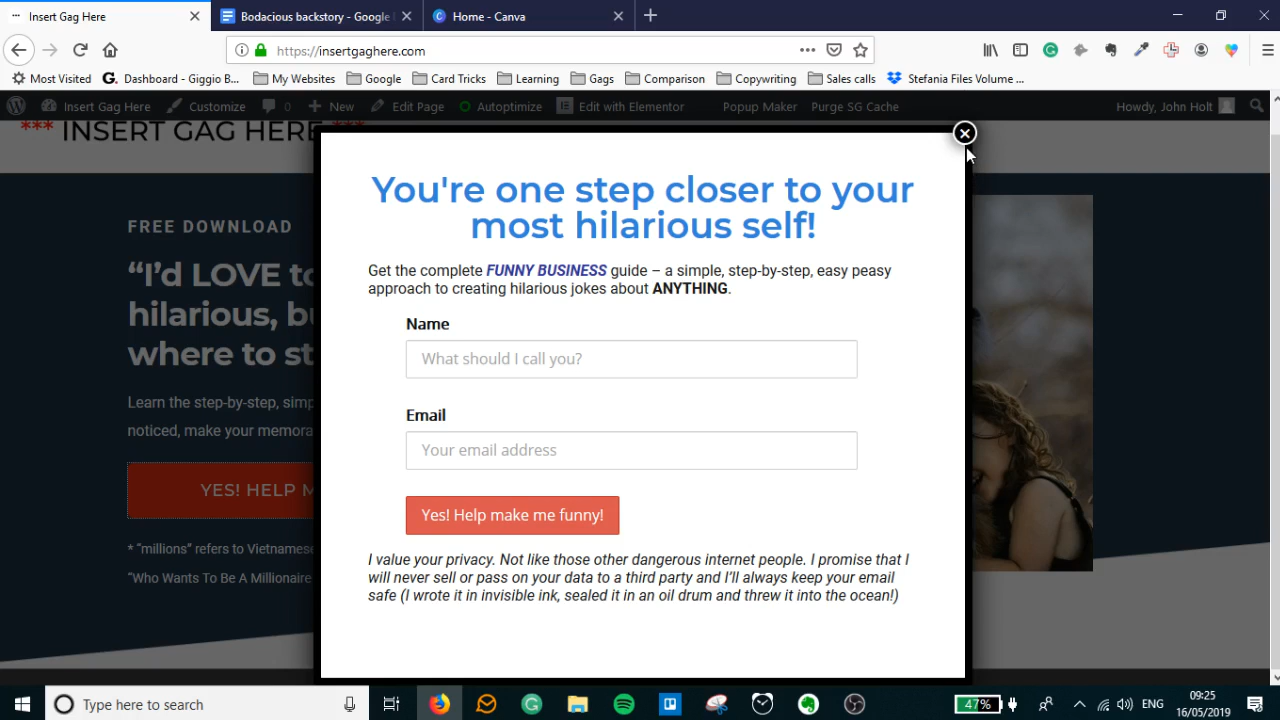 Insert Gag Here
Bodacious backstory - Google
Home - Canva
https://insertgaghere.com
Most Visited
G. Dashboard - Giggio B...
My Websites
Google
Card Tricks
Learning
Gags
Comparison
Copywriting
Sales calls
Stefania Files Volume ...
Insert Gag Here
Customize
0
New
Edit Page
Autoptimize
Edit with Elementor
Popup Maker
Purge SG Cache
Howdy, John Holt
*** INSERT GAG HERE ***
FREE DOWNLOAD
“I’d LOVE to
hilarious, bu
where to st
Learn the step-by-step, simp
noticed, make your memora
YES! HELP M
* “millions” refers to Vietnamese
“Who Wants To Be A Millionaire
You're one step closer to your
most hilarious self!
Get the complete FUNNY BUSINESS guide – a simple, step-by-step, easy peasy
approach to creating hilarious jokes about ANYTHING.
Name
What should I call you?
Email
Your email address
Yes! Help make me funny!
I value your privacy. Not like those other dangerous internet people. I promise that I
will never sell or pass on your data to a third party and I’ll always keep your email
safe (I wrote it in invisible ink, sealed it in an oil drum and threw it into the ocean!)
Type here to search
47%
ENG
09:25
16/05/2019